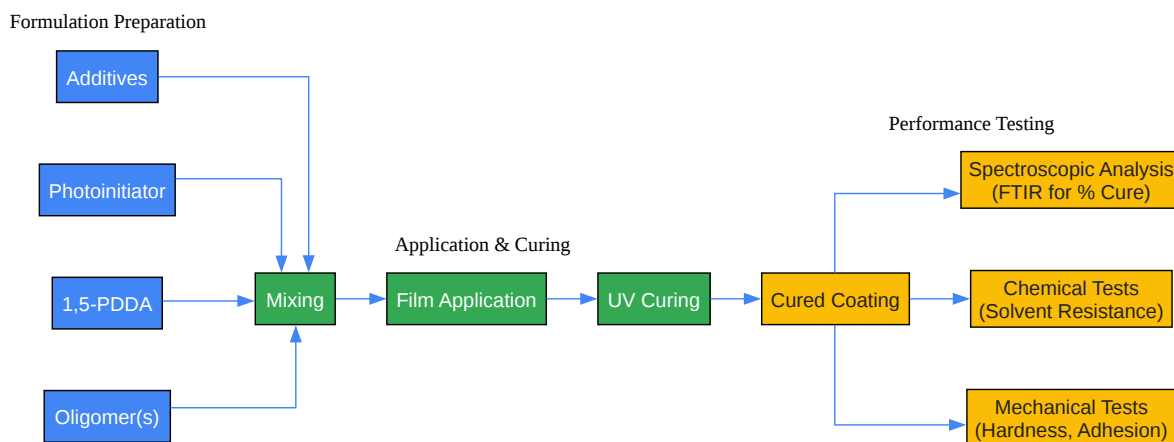 Formulation Preparation
Additives
Photoinitiator
1,5-PDDA
Oligomer(s)
Mixing
Application & Curing
Film Application
UV Curing
Cured Coating
Performance Testing
Spectroscopic Analysis
(FTIR for % Cure)
Chemical Tests
(Solvent Resistance)
Mechanical Tests
(Hardness, Adhesion)